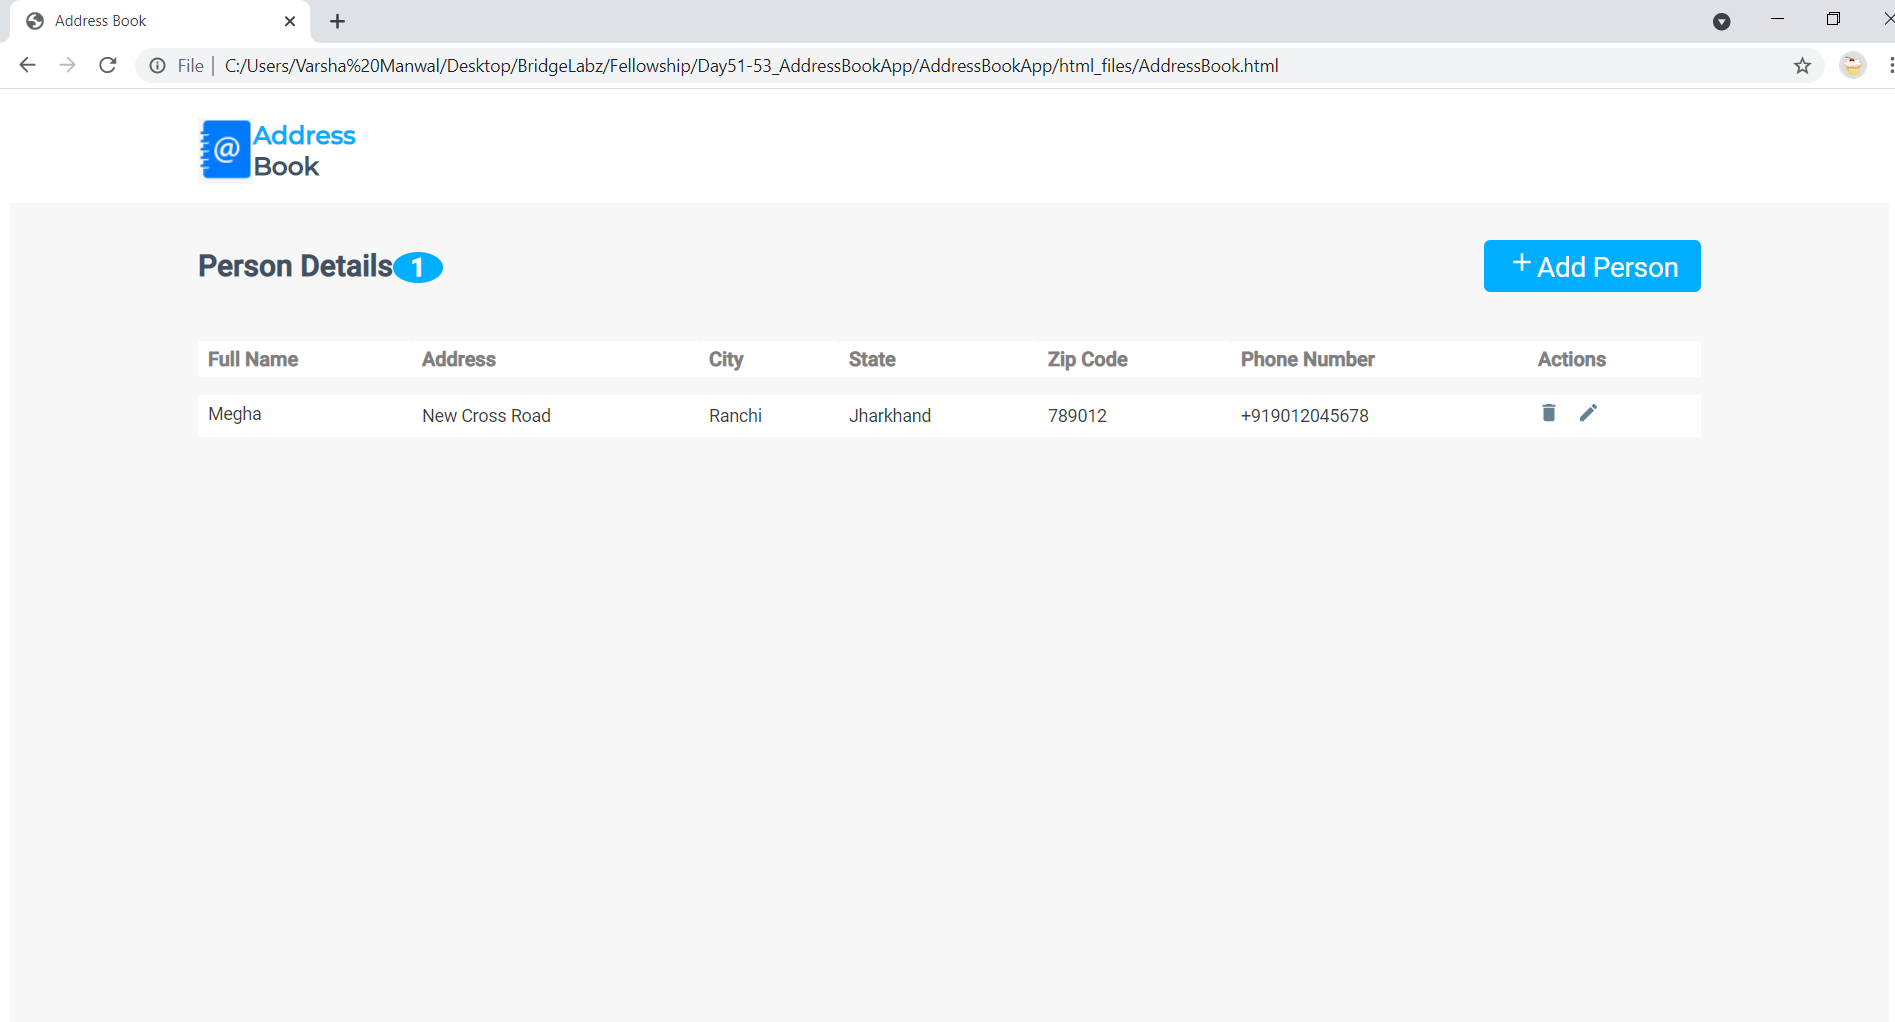 Address Book
File | C:/Users/Varsha%20Manwal/Desktop/BridgeLabz/Fellowship/Day51-53_AddressBookApp/AddressBookApp/html_files/AddressBook.html
@ Address
Book
Person Details 1
+ Add Person
Full Name Address City State Zip Code Phone Number Actions
Megha New Cross Road Ranchi Jharkhand 789012 +919012045678